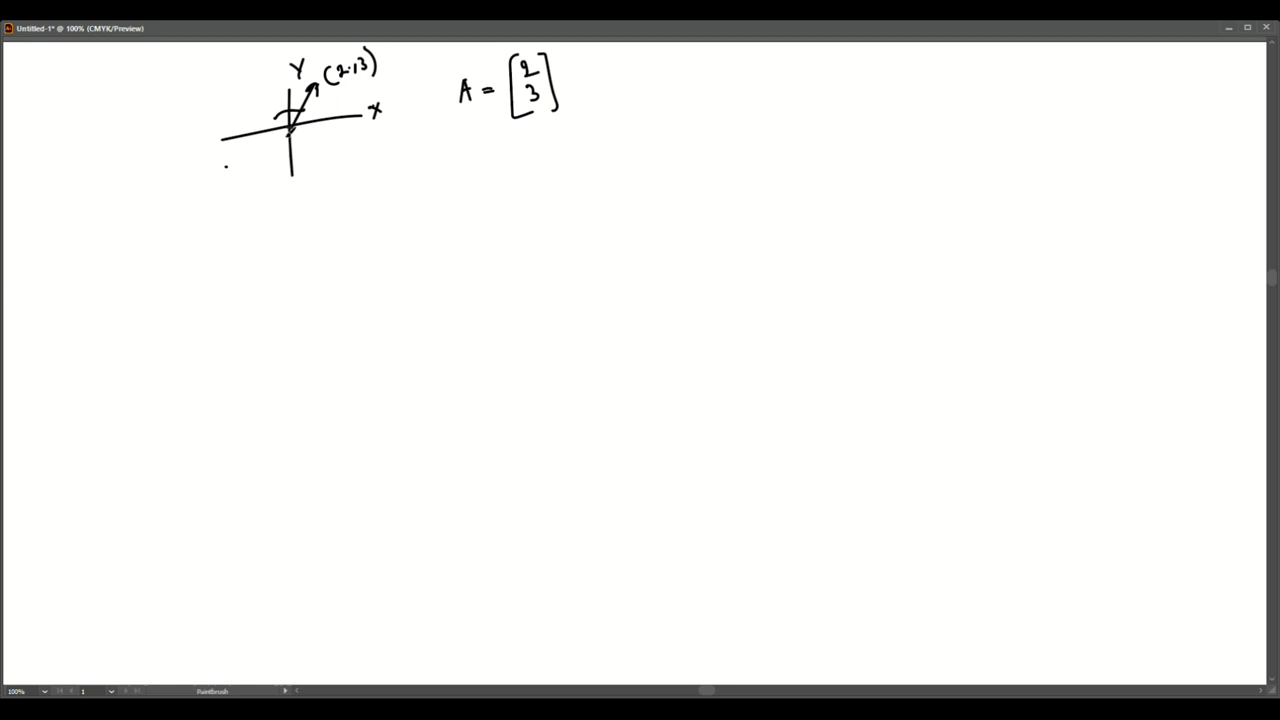 Untitled-1* @ 100% (CMYK/Preview)
Y (2,3)
X
A = [2
3]
100% 1 Paintbrush